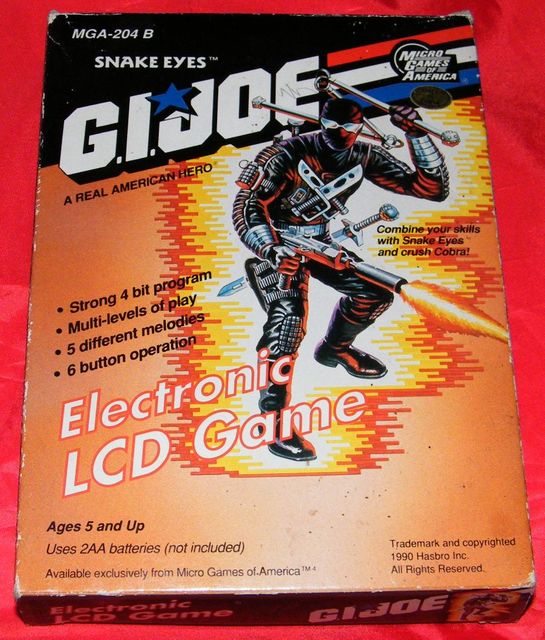 MGA-204 B
SNAKE EYES™
MICRO
GAMES
OF
AMERICA
G.I.JOE
A REAL AMERICAN HERO
Combine your skills
with Snake Eyes™
and crush Cobra!
• Strong 4 bit program
• Multi-levels of play
• 5 different melodies
• 6 button operation
Electronic
LCD Game
Ages 5 and Up
Uses 2AA batteries (not included)
Available exclusively from Micro Games of America™
Trademark and copyrighted
1990 Hasbro Inc.
All Rights Reserved.
Electronic
LCD Game
G.I.JOE